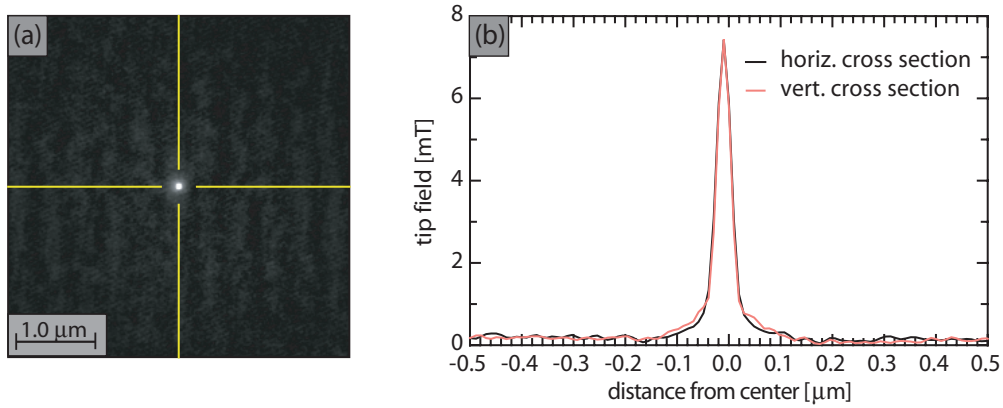 (a)
1.0 μm
(b)
horiz. cross section
vert. cross section
tip field [mT]
8
6
4
2
0
-0.5 -0.4 -0.3 -0.2 -0.1 0.0 0.1 0.2 0.3 0.4 0.5
distance from center [μm]